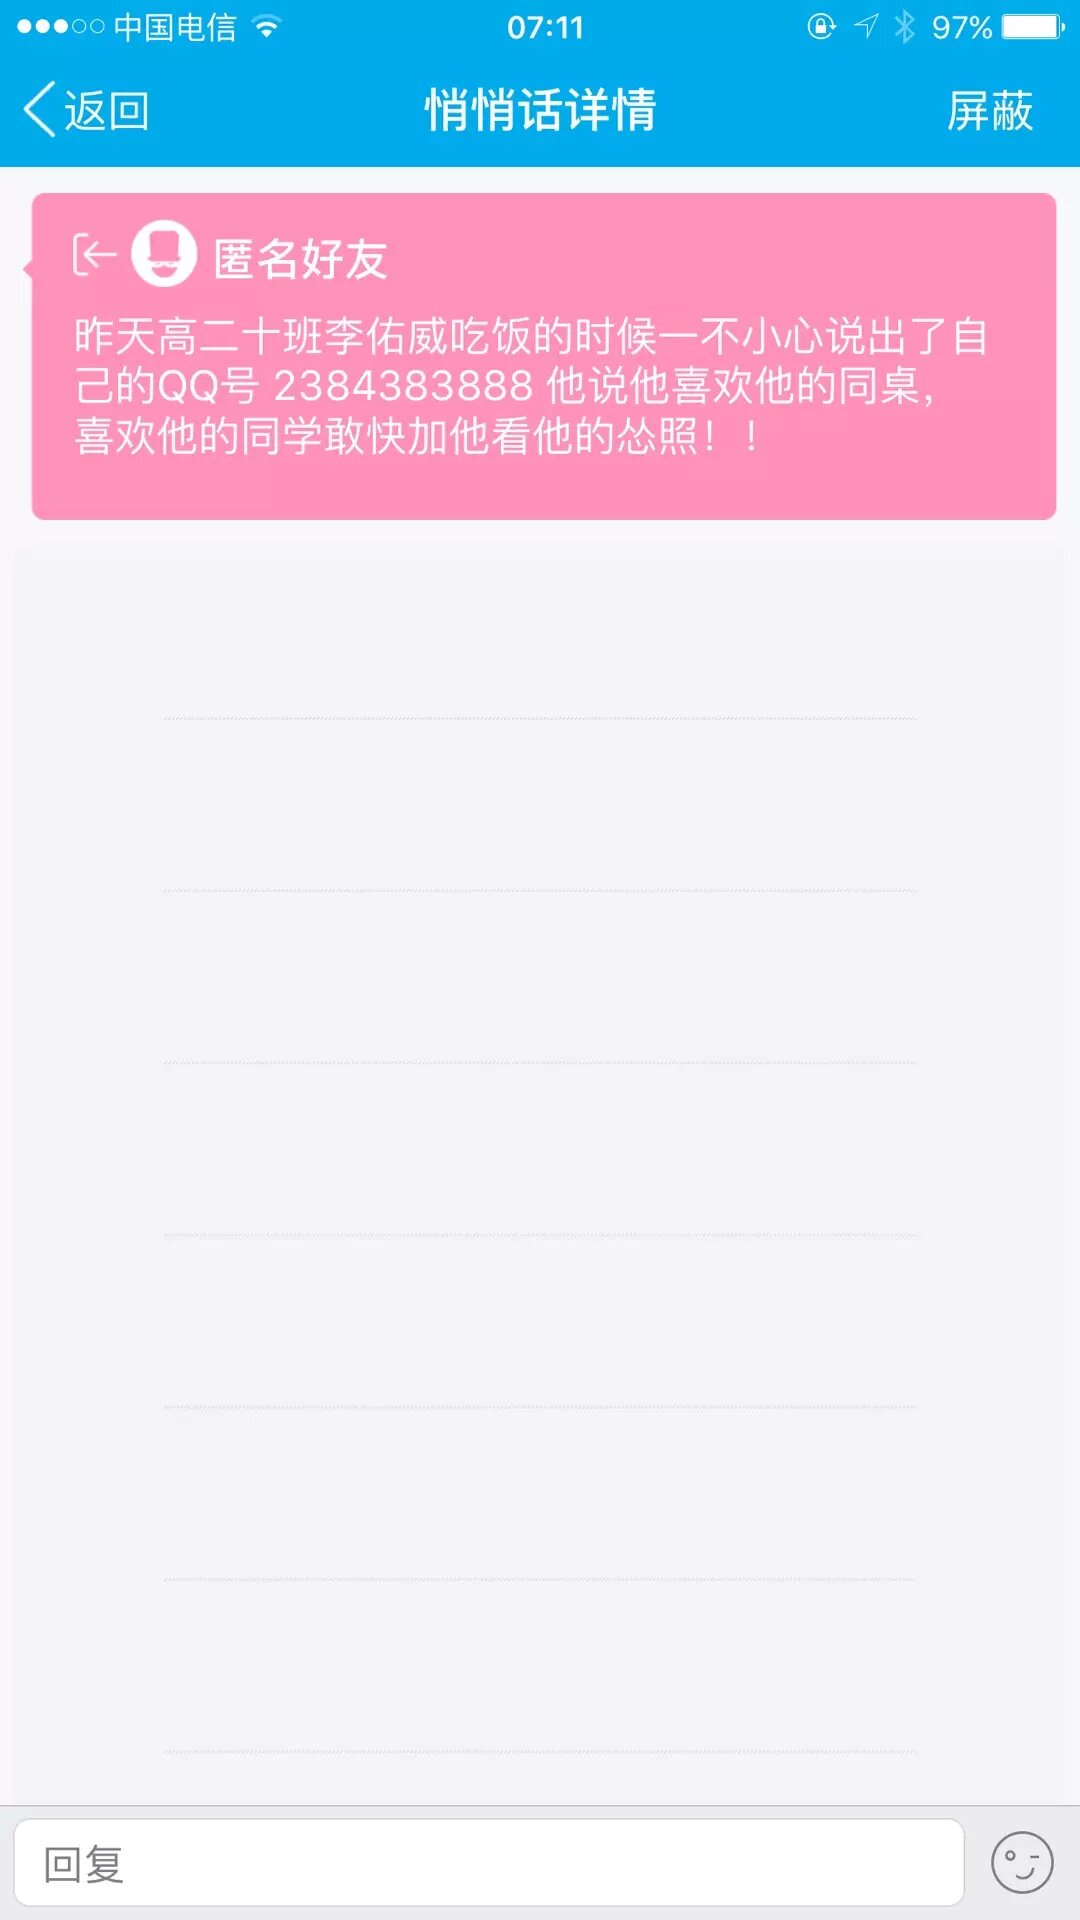 中国电信 07:11 97%
返回 悄悄话详情 屏蔽
匿名好友
昨天高二十班李佑威吃饭的时候一不小心说出了自
己的QQ号 2384383888 他说他喜欢他的同桌，
喜欢他的同学敢快加他看他的怂照！！
回复